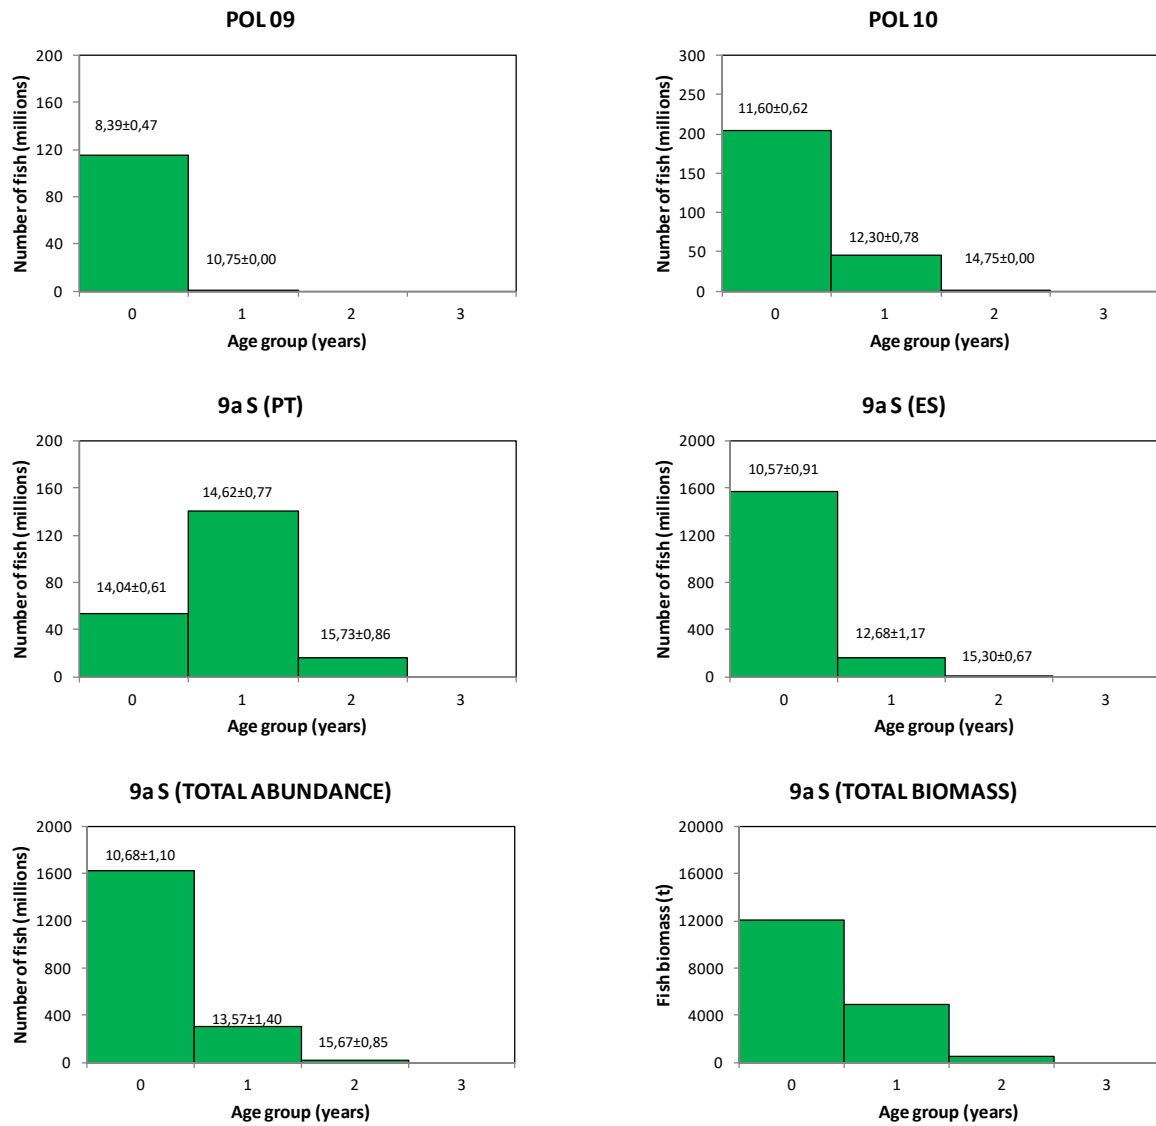 POL 09
Number of fish (millions)
200
160
120
80
40
0
8,39±0,47
10,75±0,00
0 1 2 3
Age group (years)
POL 10
Number of fish (millions)
300
250
200
150
100
50
0
11,60±0,62
12,30±0,78
14,75±0,00
0 1 2 3
Age group (years)
9a S (PT)
Number of fish (millions)
200
160
120
80
40
0
14,04±0,61
14,62±0,77
15,73±0,86
0 1 2 3
Age group (years)
9a S (ES)
Number of fish (millions)
2000
1600
1200
800
400
0
10,57±0,91
12,68±1,17
15,30±0,67
0 1 2 3
Age group (years)
9a S (TOTAL ABUNDANCE)
Number of fish (millions)
2000
1600
1200
800
400
0
10,68±1,10
13,57±1,40
15,67±0,85
0 1 2 3
Age group (years)
9a S (TOTAL BIOMASS)
Fish biomass (t)
20000
16000
12000
8000
4000
0
0 1 2 3
Age group (years)